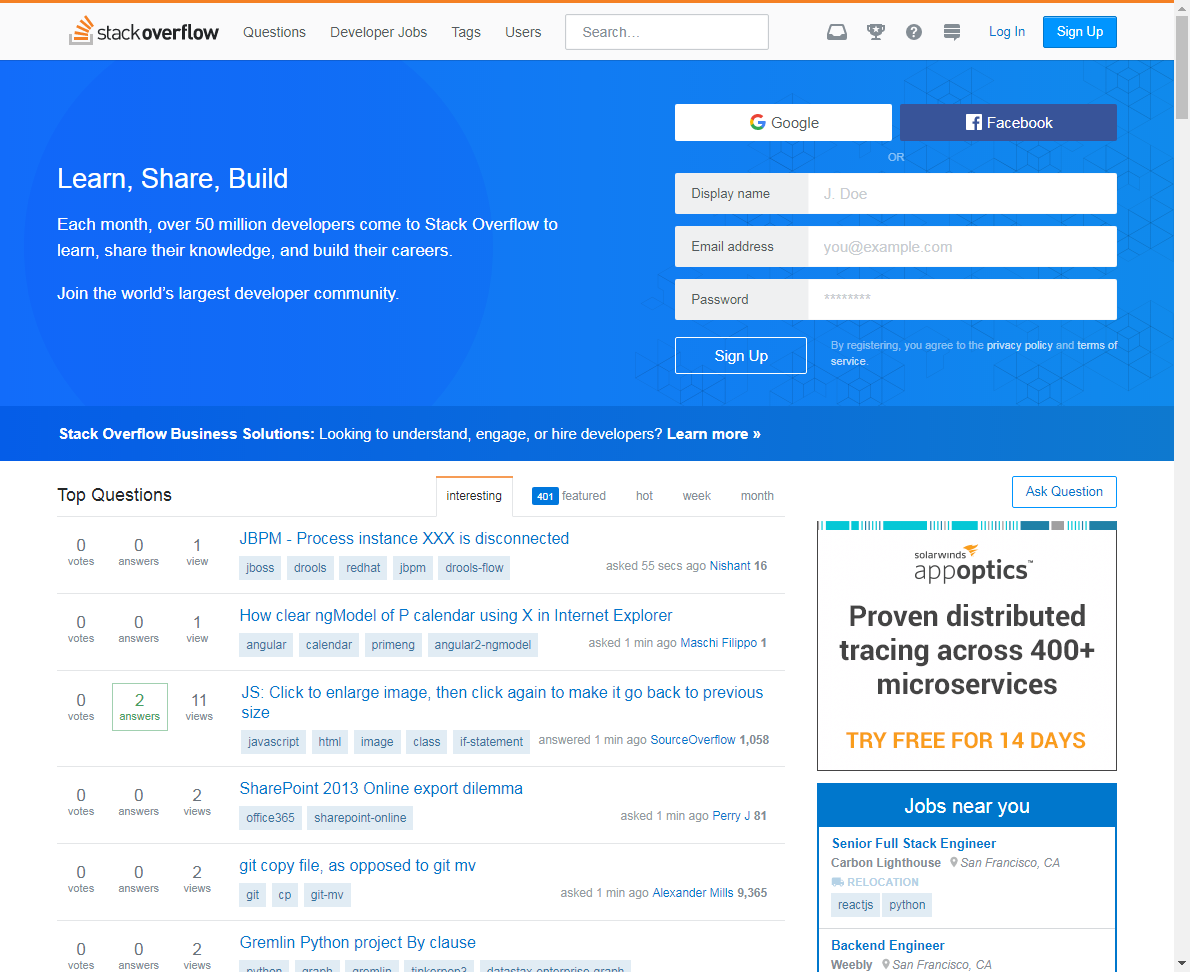 stackoverflow Questions Developer Jobs Tags Users Search... Log In Sign Up
Google Facebook
OR
Learn, Share, Build
Each month, over 50 million developers come to Stack Overflow to
learn, share their knowledge, and build their careers.
Join the world's largest developer community.
Display name J. Doe
Email address you@example.com
Password ********
Sign Up
By registering, you agree to the privacy policy and terms of
service.
Stack Overflow Business Solutions: Looking to understand, engage, or hire developers? Learn more »
Top Questions interesting 401 featured hot week month
0 votes 0 answers 1 view
JBPM - Process instance XXX is disconnected
jboss drools redhat jbpm drools-flow
asked 55 secs ago Nishant 16
0 votes 0 answers 1 view
How clear ngModel of P calendar using X in Internet Explorer
angular calendar primeng angular2-ngmodel
asked 1 min ago Maschi Filippo 1
0 votes 2 answers 11 views
JS: Click to enlarge image, then click again to make it go back to previous
size
javascript html image class if-statement
answered 1 min ago SourceOverflow 1,058
0 votes 0 answers 2 views
SharePoint 2013 Online export dilemma
office365 sharepoint-online
asked 1 min ago Perry J 81
0 votes 0 answers 2 views
git copy file, as opposed to git mv
git cp git-mv
asked 1 min ago Alexander Mills 9,365
0 votes 0 answers 2 views
Gremlin Python project By clause
python graph gremlin tinkerpop3 datastax-enterprise-graph
Ask Question
solarwinds
appoptics™
Proven distributed
tracing across 400+
microservices
TRY FREE FOR 14 DAYS
Jobs near you
Senior Full Stack Engineer
Carbon Lighthouse San Francisco, CA
RELOCATION
reactjs python
Backend Engineer
Weebly San Francisco, CA